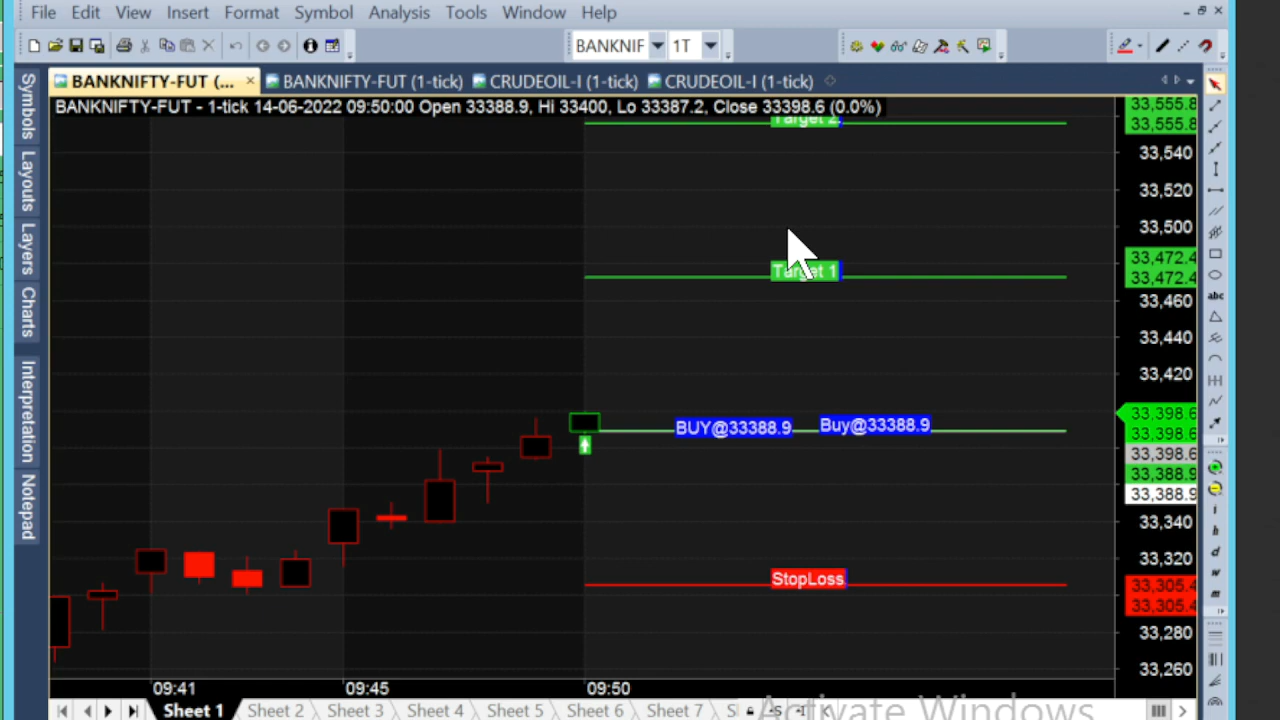 File Edit View Insert Format Symbol Analysis Tools Window Help
BANKNIF 1T
BANKNIFTY-FUT (... BANKNIFTY-FUT (1-tick) CRUDEOIL-I (1-tick) CRUDEOIL-I (1-tick)
BANKNIFTY-FUT - 1-tick 14-06-2022 09:50:00 Open 33388.9, Hi 33400, Lo 33387.2, Close 33398.6 (0.0%)
Symbols
Layouts
Layers
Charts
Interpretation
Notepad
Target 2
Target 1
BUY@33388.9 Buy@33388.9
StopLoss
33,555.8
33,555.8
33,540
33,520
33,500
33,472.4
33,472.4
33,460
33,440
33,420
33,398.6
33,398.6
33,398.6
33,388.9
33,388.9
33,340
33,320
33,305.4
33,305.4
33,280
33,260
abc
i
h
d
w
m
09:41 09:45 09:50
Sheet 1 Sheet 2 Sheet 3 Sheet 4 Sheet 5 Sheet 6 Sheet 7 S
Activate Windows